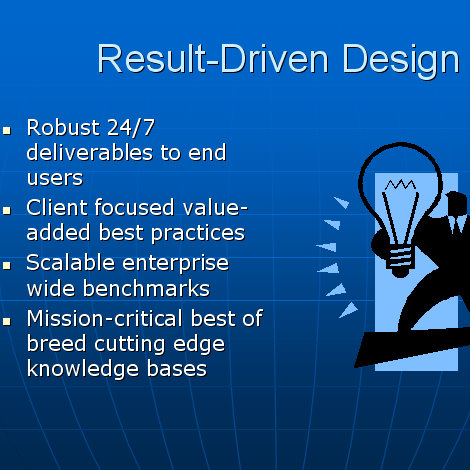 Result-Driven Design
Robust 24/7
deliverables to end
users
Client focused value-
added best practices
Scalable enterprise
wide benchmarks
Mission-critical best of
breed cutting edge
knowledge bases